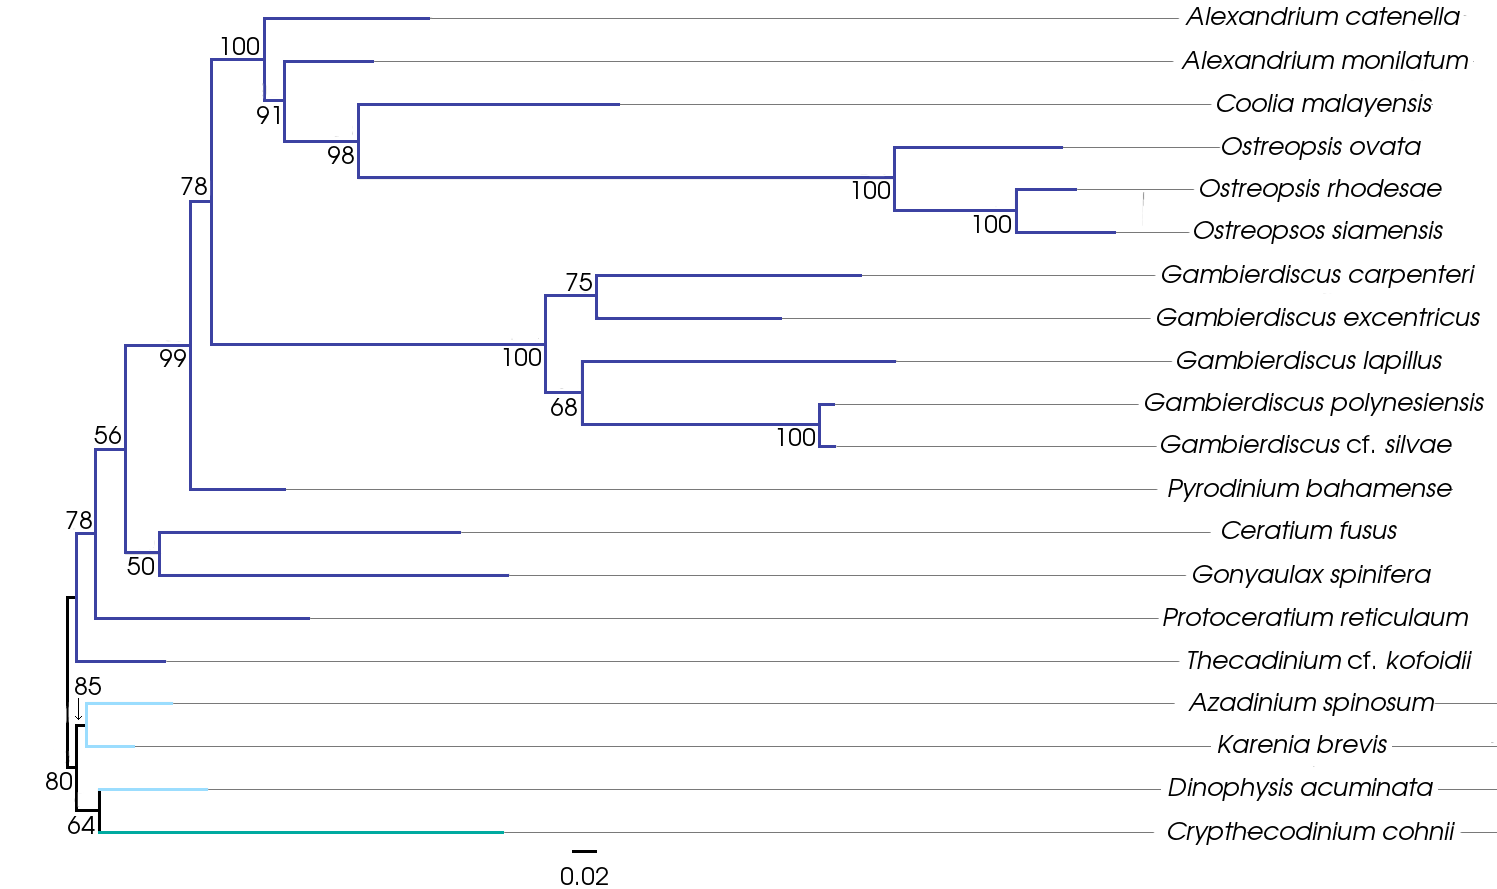 Alexandrium catenella
100
Alexandrium monilatum
91
Coolia malayensis
98
Ostreopsis ovata
78
100
Ostreopsis rhodesae
100
Ostreopsos siamensis
Gambierdiscus carpenteri
75
Gambierdiscus excentricus
99
100
Gambierdiscus lapillus
68
Gambierdiscus polynesiensis
100
Gambierdiscus cf. silvae
56
Pyrodinium bahamense
78
Ceratium fusus
50
Gonyaulax spinifera
Protoceratium reticulaum
Thecadinium cf. kofoidii
85
Azadinium spinosum
Karenia brevis
80
Dinophysis acuminata
64
Crypthecodinium cohnii
0.02